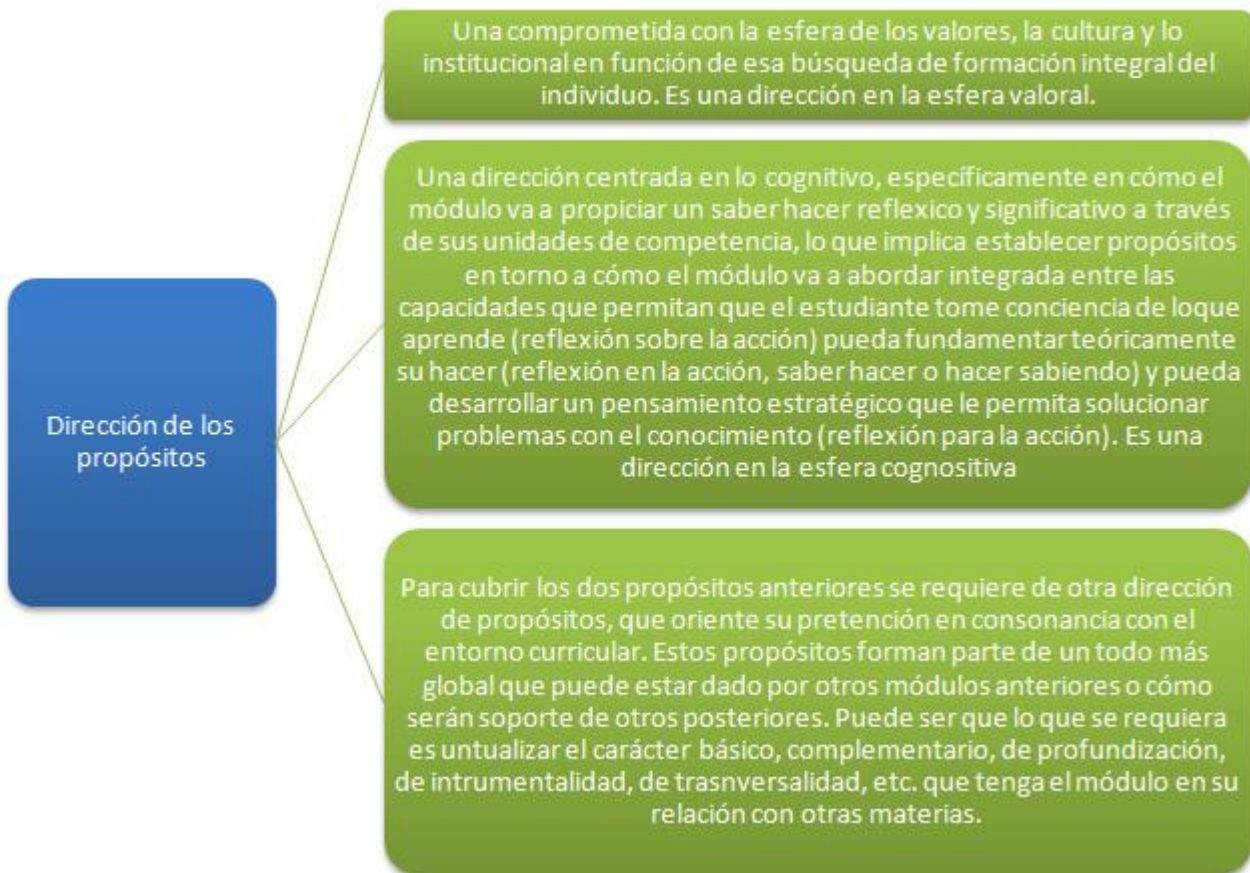 Una comprometida con la esfera de los valores, la cultura y lo
institucional en función de esa búsqueda de formación integral del
individuo. Es una dirección en la esfera valoral.
Una dirección centrada en lo cognitivo, específicamente en cómo el
módulo va a propiciar un saber hacer reflexico y significativo a través
de sus unidades de competencia, lo que implica establecer propósitos
en torno a cómo el módulo va a abordar integrada entre las
capacidades que permitan que el estudiante tome conciencia de loque
aprende (reflexión sobre la acción) pueda fundamentar teóricamente
su hacer (reflexión en la acción, saber hacer o hacer sabiendo) y pueda
desarrollar un pensamiento estratégico que le permita solucionar
problemas con el conocimiento (reflexión para la acción). Es una
dirección en la esfera cognositiva
Dirección de los
propósitos
Para cubrir los dos propósitos anteriores se requiere de otra dirección
de propósitos, que oriente su pretención en consonancia con el
entorno curricular. Estos propósitos forman parte de un todo más
global que puede estar dado por otros módulos anteriores o cómo
serán soporte de otros posteriores. Puede ser que lo que se requiera
es untualizar el carácter básico, complementario, de profundización,
de intrumentalidad, de trasnversalidad, etc. que tenga el módulo en su
relación con otras materias.